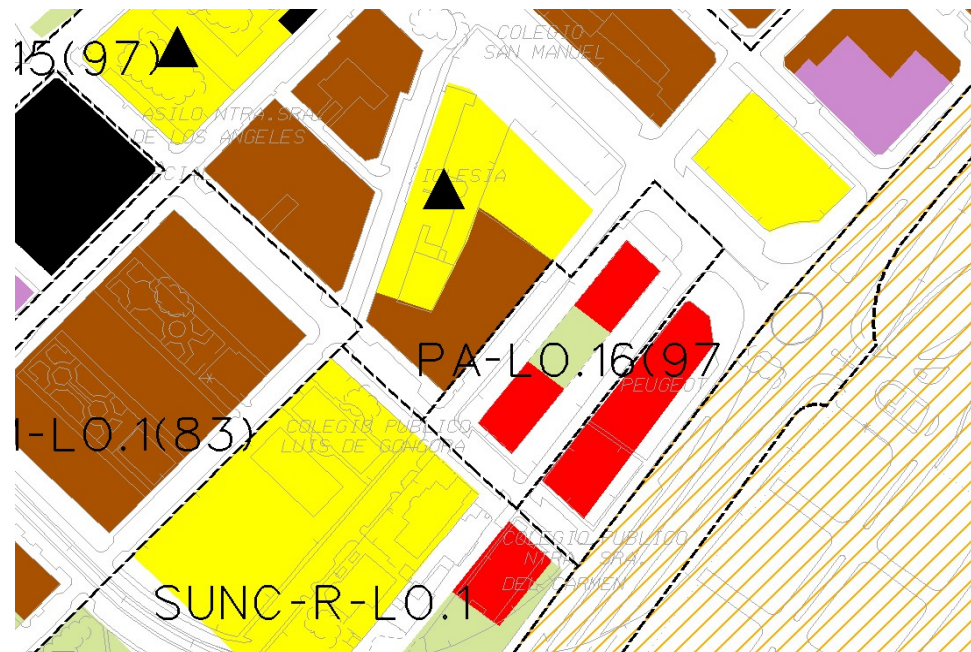 COLEGIO
SAN MANUEL
15(97)
ASILO NTRA.SRA.
DE LOS ANGELES
IGLESIA
PA-LO.16(97
PEUGEOT
I-LO.1(83)
COLEGIO PUBLICO
LUIS DE GONGORA
COLEGIO PUBLICO
NTRA. SRA.
DEL CARMEN
SUNC-R-LO.1